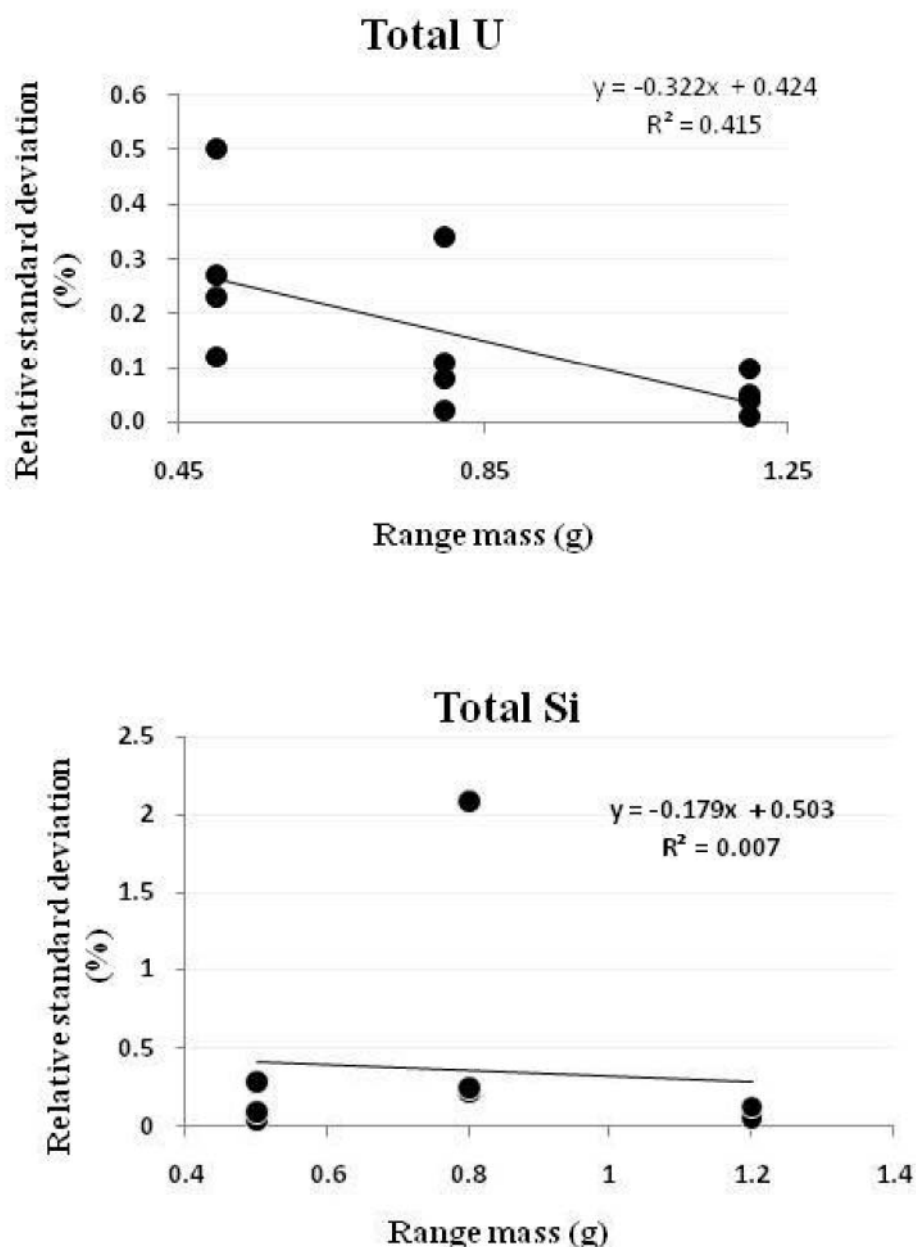 Total U
y = -0.322x + 0.424
R² = 0.415
Relative standard deviation
(%)
0.6
0.5
0.4
0.3
0.2
0.1
0.0
0.45 0.85 1.25
Range mass (g)
Total Si
y = -0.179x + 0.503
R² = 0.007
Relative standard deviation
(%)
2.5
2
1.5
1
0.5
0
0.4 0.6 0.8 1 1.2 1.4
Range mass (g)